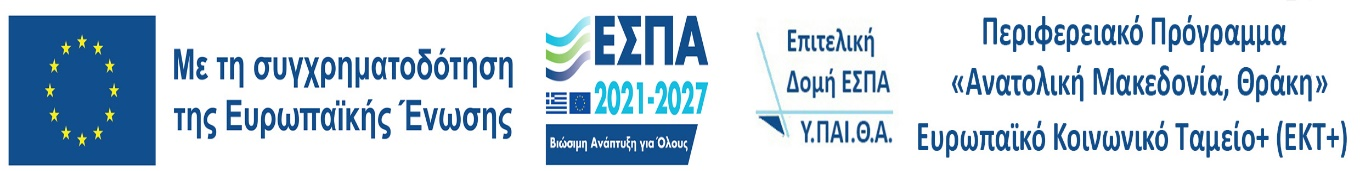 Με τη συγχρηματοδότηση
της Ευρωπαϊκής Ένωσης
ΕΣΠΑ
2021-2027
Βιώσιμη Ανάπτυξη για Όλους
Επιτελική
Δομή ΕΣΠΑ
Υ.ΠΑΙ.Θ.Α.
Περιφερειακό Πρόγραμμα
«Ανατολική Μακεδονία, Θράκη»
Ευρωπαϊκό Κοινωνικό Ταμείο+ (ΕΚΤ+)